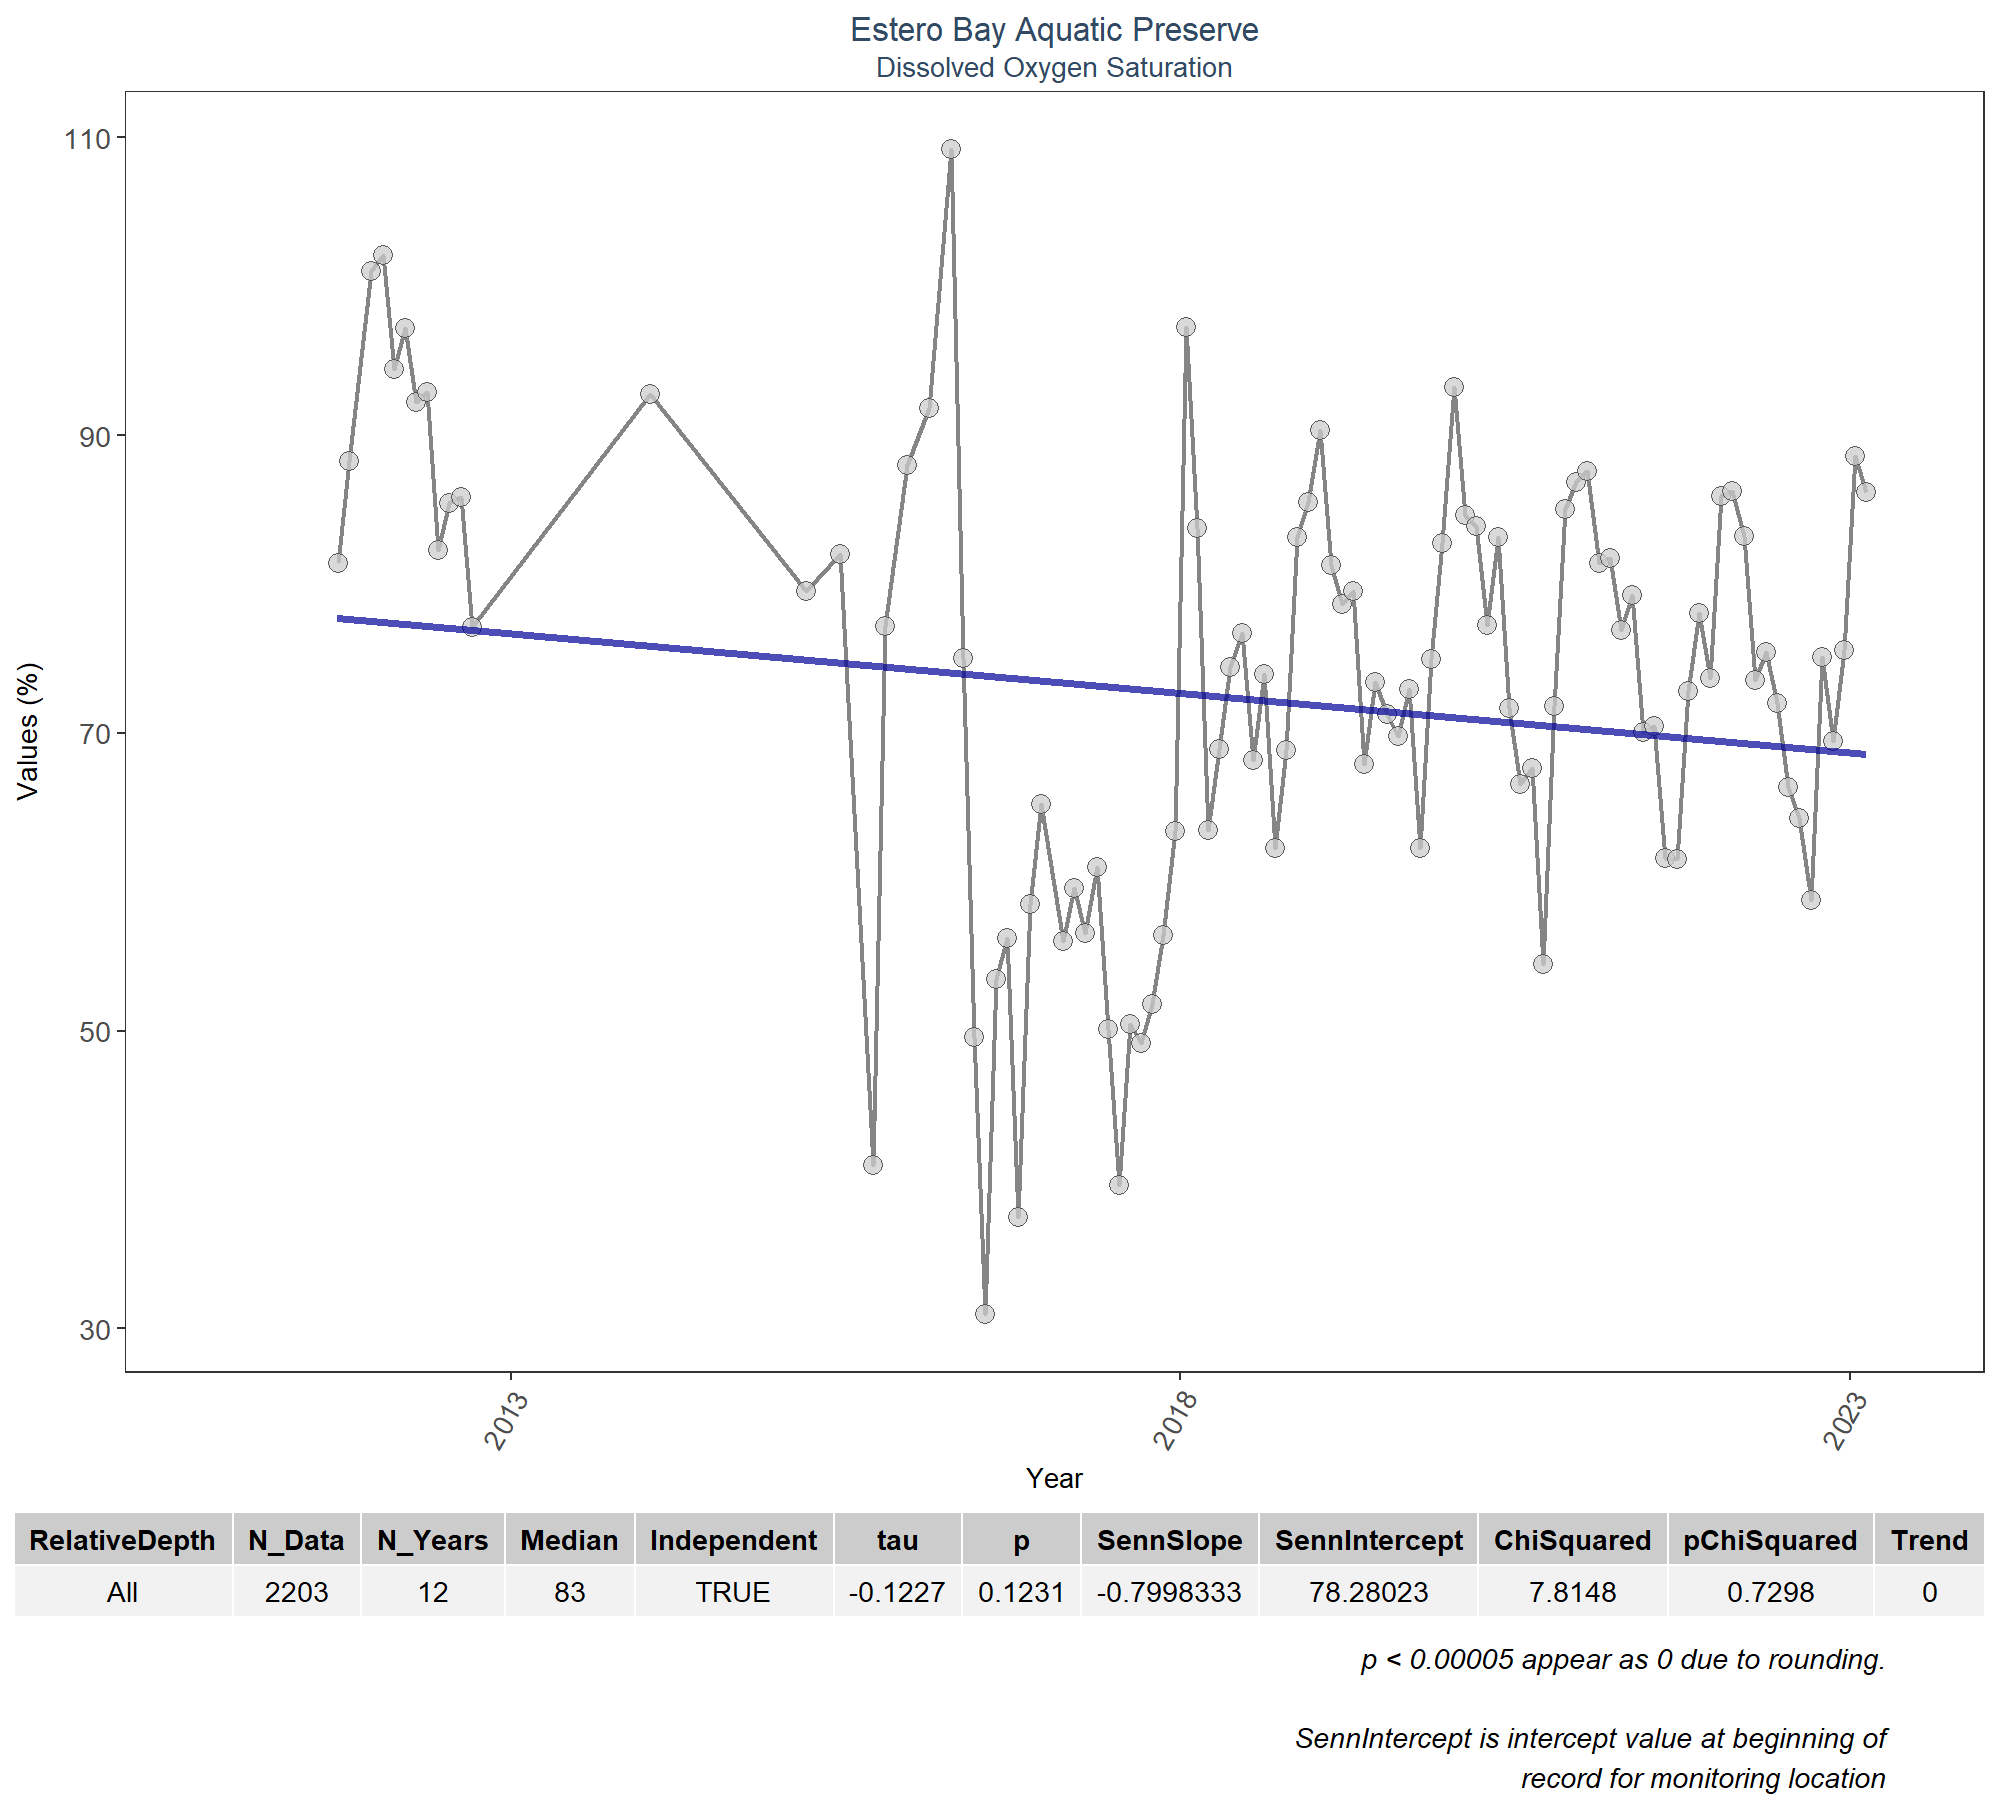 Estero Bay Aquatic Preserve
Dissolved Oxygen Saturation
110
90
70
50
30
Values (%)
2013 2018 2023
Year
RelativeDepth N_Data N_Years Median Independent tau p SennSlope SennIntercept ChiSquared pChiSquared Trend
All 2203 12 83 TRUE -0.1227 0.1231 -0.7998333 78.28023 7.8148 0.7298 0
p < 0.00005 appear as 0 due to rounding.
SennIntercept is intercept value at beginning of
record for monitoring location